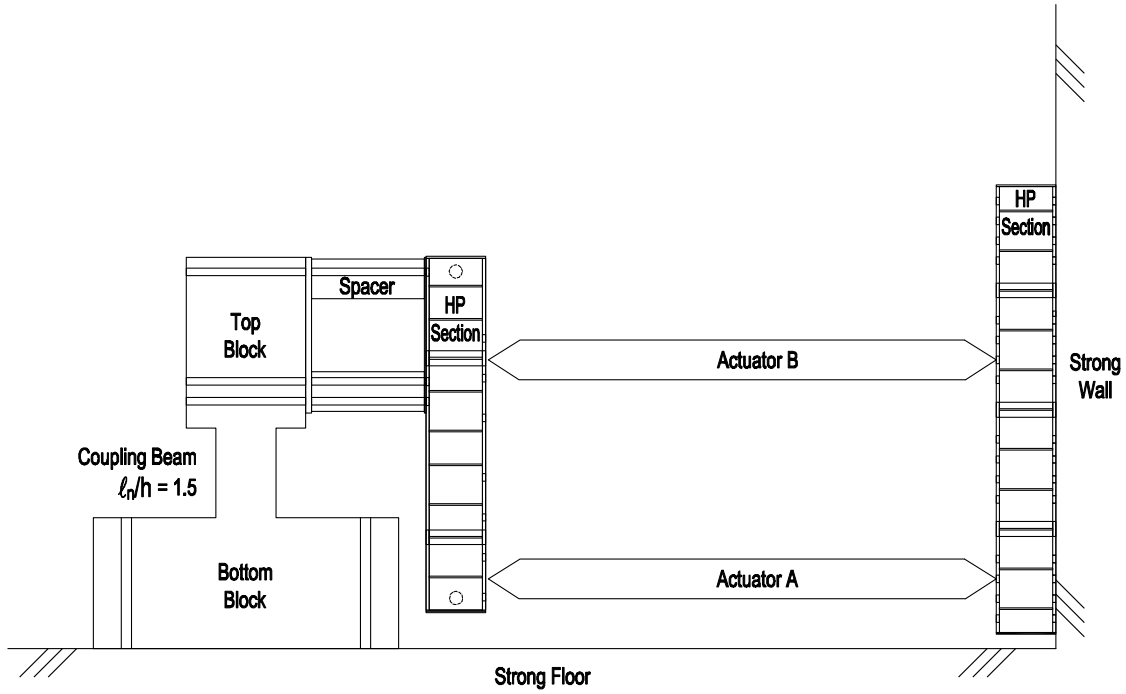 HP
Section
Spacer
HP
Section
Top
Block
Actuator B
Strong
Wall
Coupling Beam
ℓn/h = 1.5
Bottom
Block
Actuator A
Strong Floor